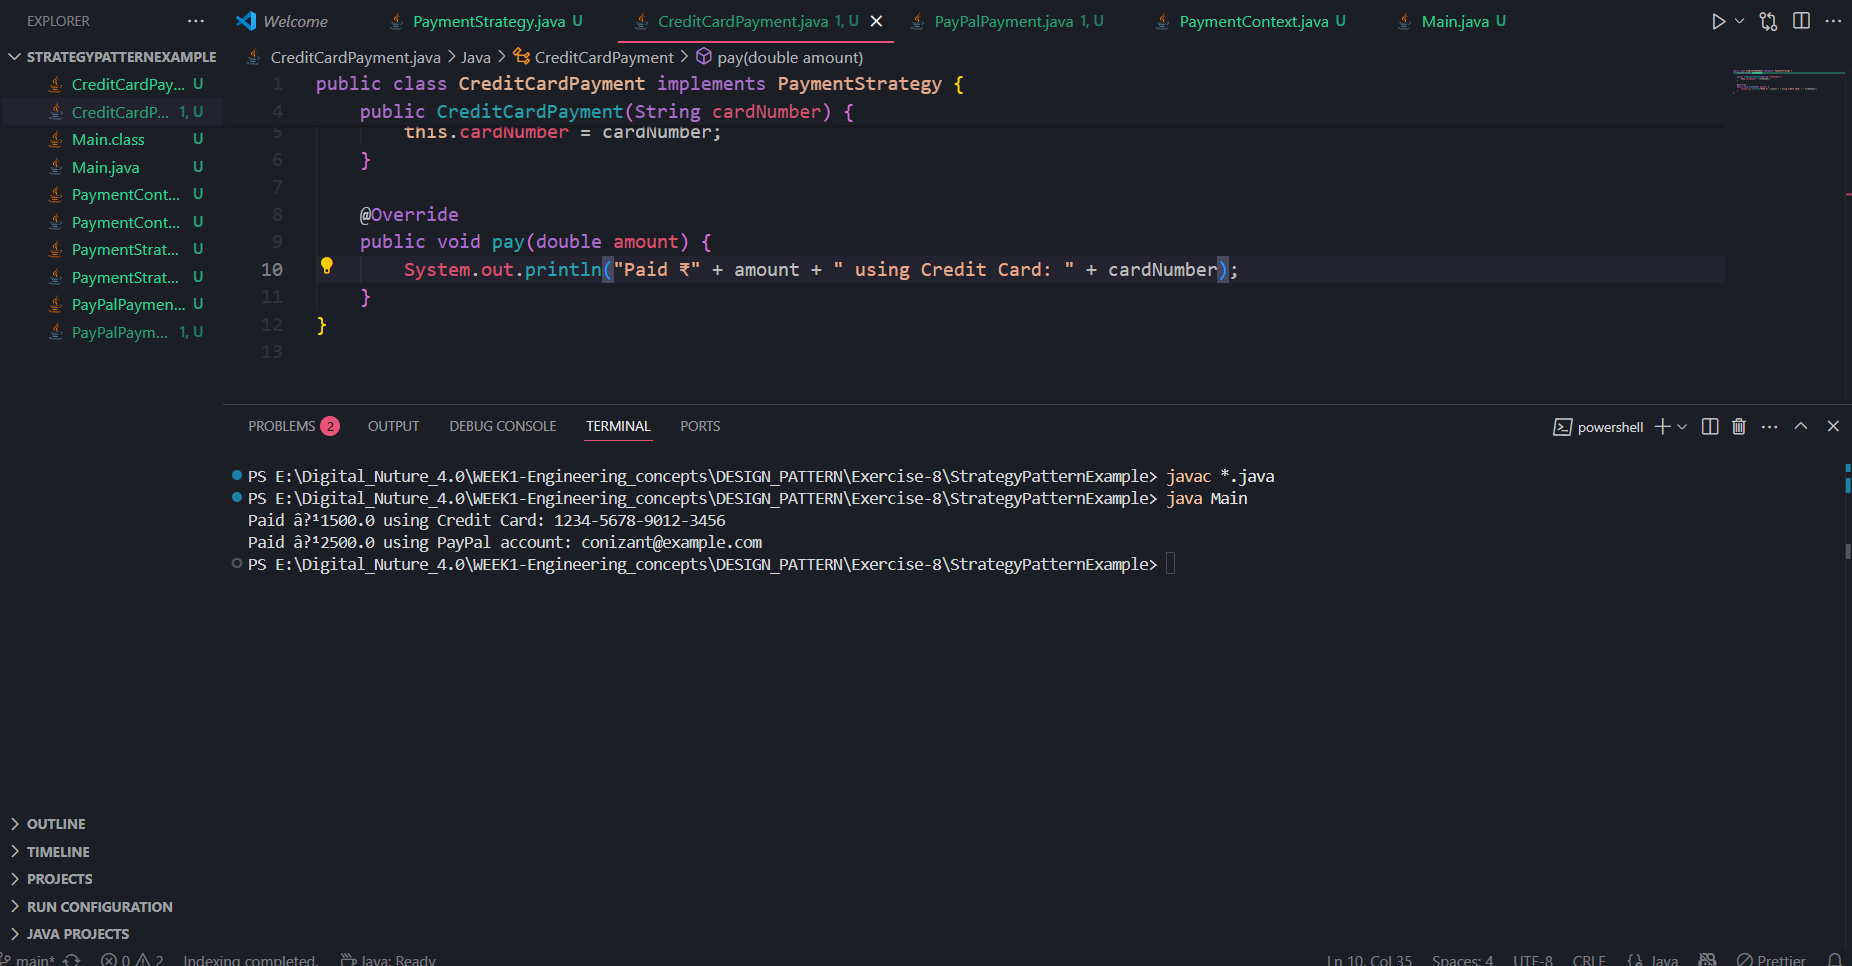 EXPLORER ...
Welcome PaymentStrategy.java U CreditCardPayment.java 1, U PayPalPayment.java 1, U PaymentContext.java U Main.java U
STRATEGYPATTERNEXAMPLE
CreditCardPay... U
CreditCardP... 1, U
Main.class U
Main.java U
PaymentCont... U
PaymentCont... U
PaymentStrat... U
PaymentStrat... U
PayPalPaymen... U
PayPalPaym... 1, U
CreditCardPayment.java > Java > CreditCardPayment > pay(double amount)
1 public class CreditCardPayment implements PaymentStrategy {
4 public CreditCardPayment(String cardNumber) {
5 this.cardNumber = cardNumber;
6 }
7
8 @Override
9 public void pay(double amount) {
10 System.out.println("Paid ₹" + amount + " using Credit Card: " + cardNumber);
11 }
12 }
13
PROBLEMS 2 OUTPUT DEBUG CONSOLE TERMINAL PORTS powershell
PS E:\Digital_Nuture_4.0\WEEK1-Engineering_concepts\DESIGN_PATTERN\Exercise-8\StrategyPatternExample> javac *.java
PS E:\Digital_Nuture_4.0\WEEK1-Engineering_concepts\DESIGN_PATTERN\Exercise-8\StrategyPatternExample> java Main
Paid â?¹1500.0 using Credit Card: 1234-5678-9012-3456
Paid â?¹2500.0 using PayPal account: conizant@example.com
PS E:\Digital_Nuture_4.0\WEEK1-Engineering_concepts\DESIGN_PATTERN\Exercise-8\StrategyPatternExample>
OUTLINE
TIMELINE
PROJECTS
RUN CONFIGURATION
JAVA PROJECTS
main* 0 2 Indexing completed. Java: Ready Ln 10, Col 35 Spaces: 4 UTF-8 CRLF {} Java Prettier